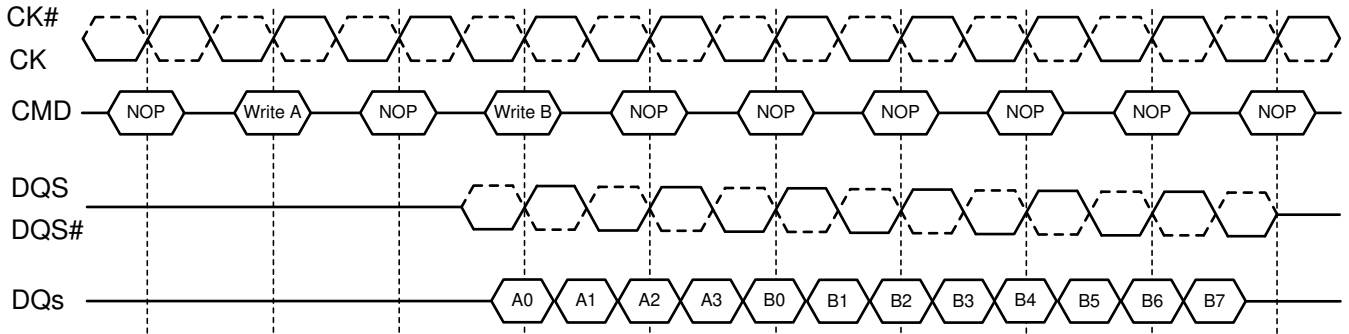 CK#
CK
CMD NOP Write A NOP Write B NOP NOP NOP NOP NOP NOP
DQS
DQS#
DQs A0 A1 A2 A3 B0 B1 B2 B3 B4 B5 B6 B7